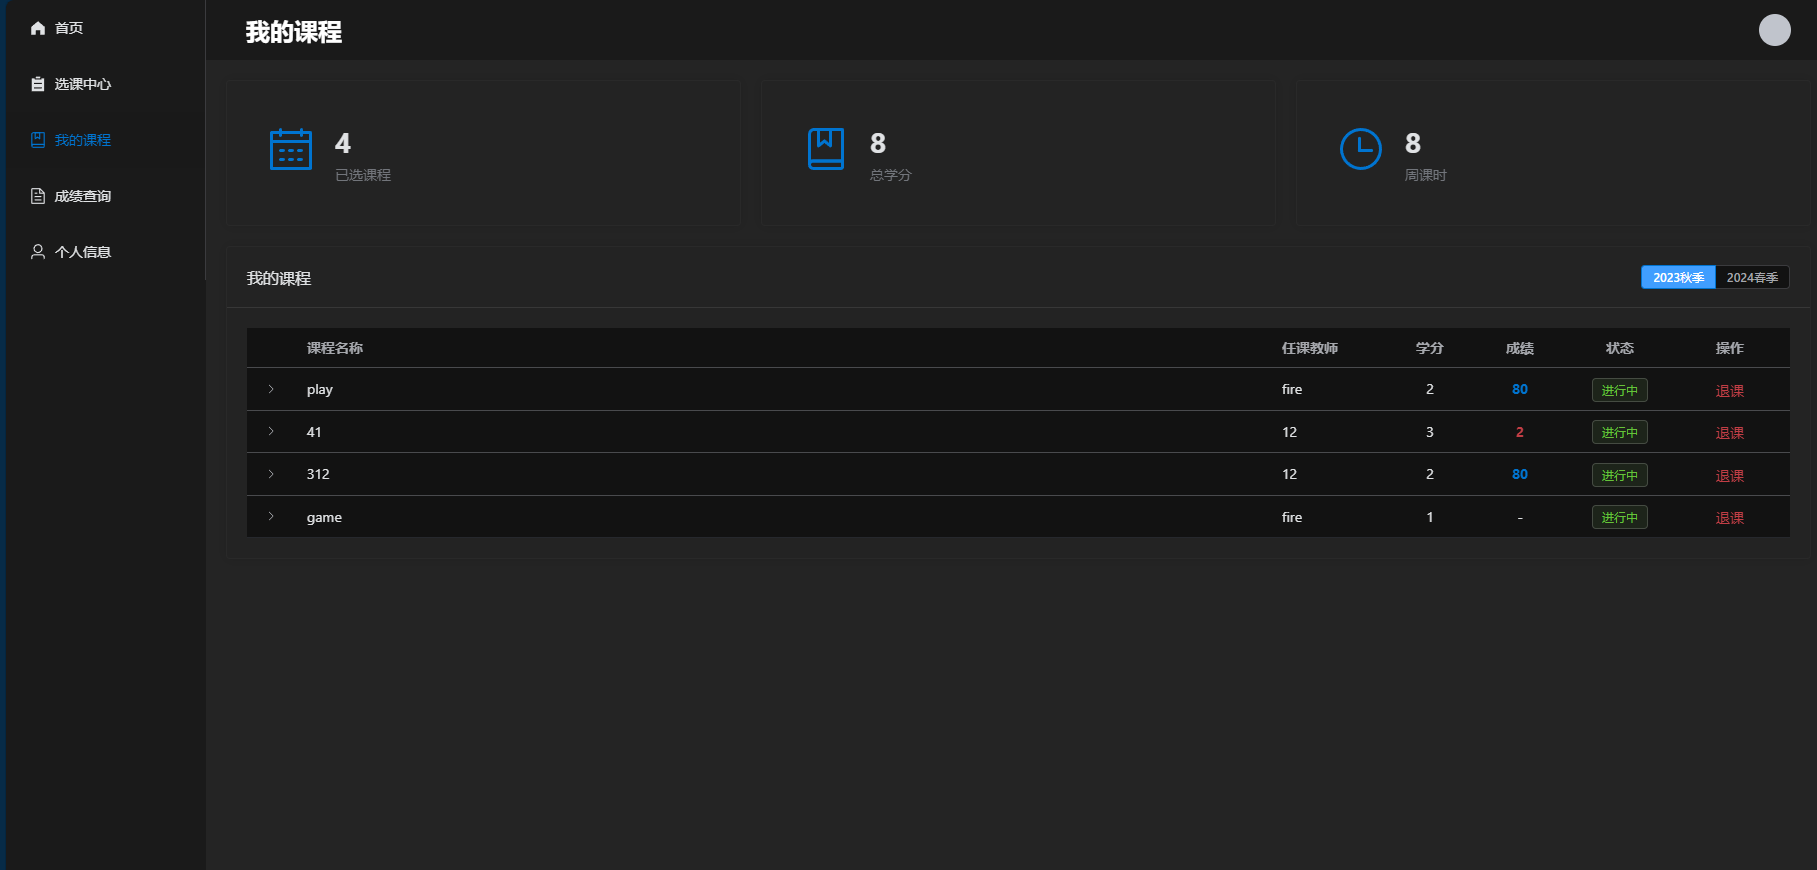 首页
选课中心
我的课程
成绩查询
个人信息
我的课程
4
已选课程
8
总学分
8
周课时
我的课程
2023秋季 2024春季
课程名称 任课教师 学分 成绩 状态 操作
play fire 2 80 进行中 退课
41 12 3 2 进行中 退课
312 12 2 80 进行中 退课
game fire 1 - 进行中 退课